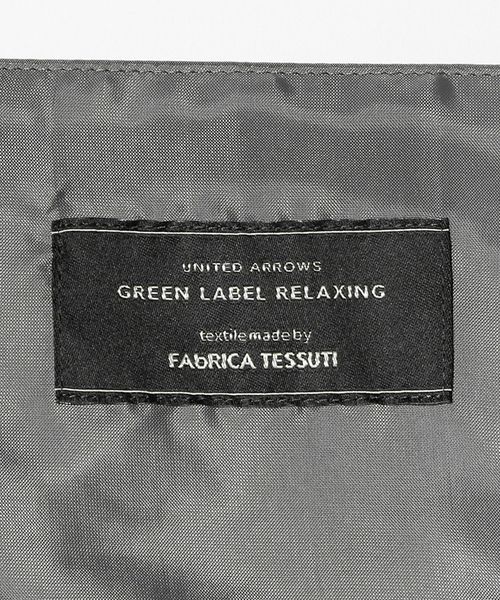 UNITED ARROWS
GREEN LABEL RELAXING
textilemade by
FAbRICA TESSUTI